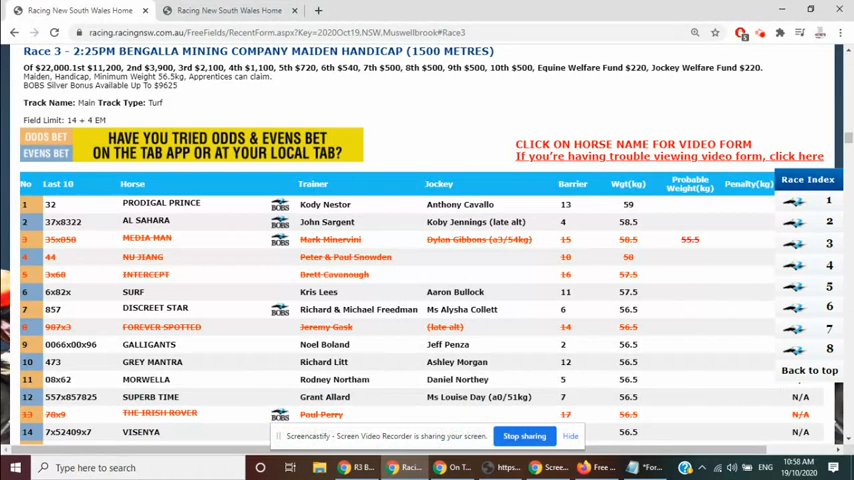 Racing New South Wales Home × Racing New South Wales Home × +
racing.racingnsw.com.au/FreeFields/RecentForm.aspx?Key=2020Oct19,NSW,Muswellbrook#Race3
Race 3 - 2:25PM BENGALLA MINING COMPANY MAIDEN HANDICAP (1500 METRES)
Of $22,000.1st $11,200, 2nd $3,900, 3rd $2,100, 4th $1,100, 5th $720, 6th $540, 7th $500, 8th $500, 9th $500, 10th $500, Equine Welfare Fund $220, Jockey Welfare Fund $220.
Maiden, Handicap, Minimum Weight 56.5kg, Apprentices can claim.
BOBS Silver Bonus Available Up To $9625
Track Name: Main Track Type: Turf
Field Limit: 14 + 4 EM
ODDS BET
EVENS BET
HAVE YOU TRIED ODDS & EVENS BET
ON THE TAB APP OR AT YOUR LOCAL TAB?
CLICK ON HORSE NAME FOR VIDEO FORM
If you're having trouble viewing video form, click here
No Last 10 Horse Trainer Jockey Barrier Wgt(kg) Probable Weight(kg) Penalty(kg)
1 32 PRODIGAL PRINCE BOBS Kody Nestor Anthony Cavallo 13 59
2 37x8322 AL SAHARA BOBS John Sargent Koby Jennings (late alt) 4 58.5
3 35x050 MEDIA MAN BOBS Mark Minervini Dylan Gibbons (a3/54kg) 15 58.5 55.5
4 44 NU JIANG Peter & Paul Snowden 10 58
5 3x60 INTERCEPT Brett Cavanough 16 57.5
6 6x82x SURF Kris Lees Aaron Bullock 11 57.5
7 857 DISCREET STAR BOBS Richard & Michael Freedman Ms Alysha Collett 6 56.5
8 987x3 FOREVER SPOTTED Jeremy Gask (late alt) 14 56.5
9 0066x00x96 GALLIGANTS Noel Boland Jeff Penza 2 56.5
10 473 GREY MANTRA Richard Litt Ashley Morgan 12 56.5
11 08x62 MORWELLA Rodney Northam Daniel Northey 5 56.5
12 557x857825 SUPERB TIME Grant Allard Ms Louise Day (a0/51kg) 7 56.5 N/A
13 78x9 THE IRISH ROVER BOBS Paul Perry 17 56.5 N/A
14 7x52409x7 VISENYA 56.5 N/A
Race Index
1
2
3
4
5
6
7
8
Back to top
Screencastify - Screen Video Recorder is sharing your screen. Stop sharing Hide
Type here to search
R3 B... Raci... On T... https... Scree... Free ... *For...
ENG
10:58 AM
19/10/2020